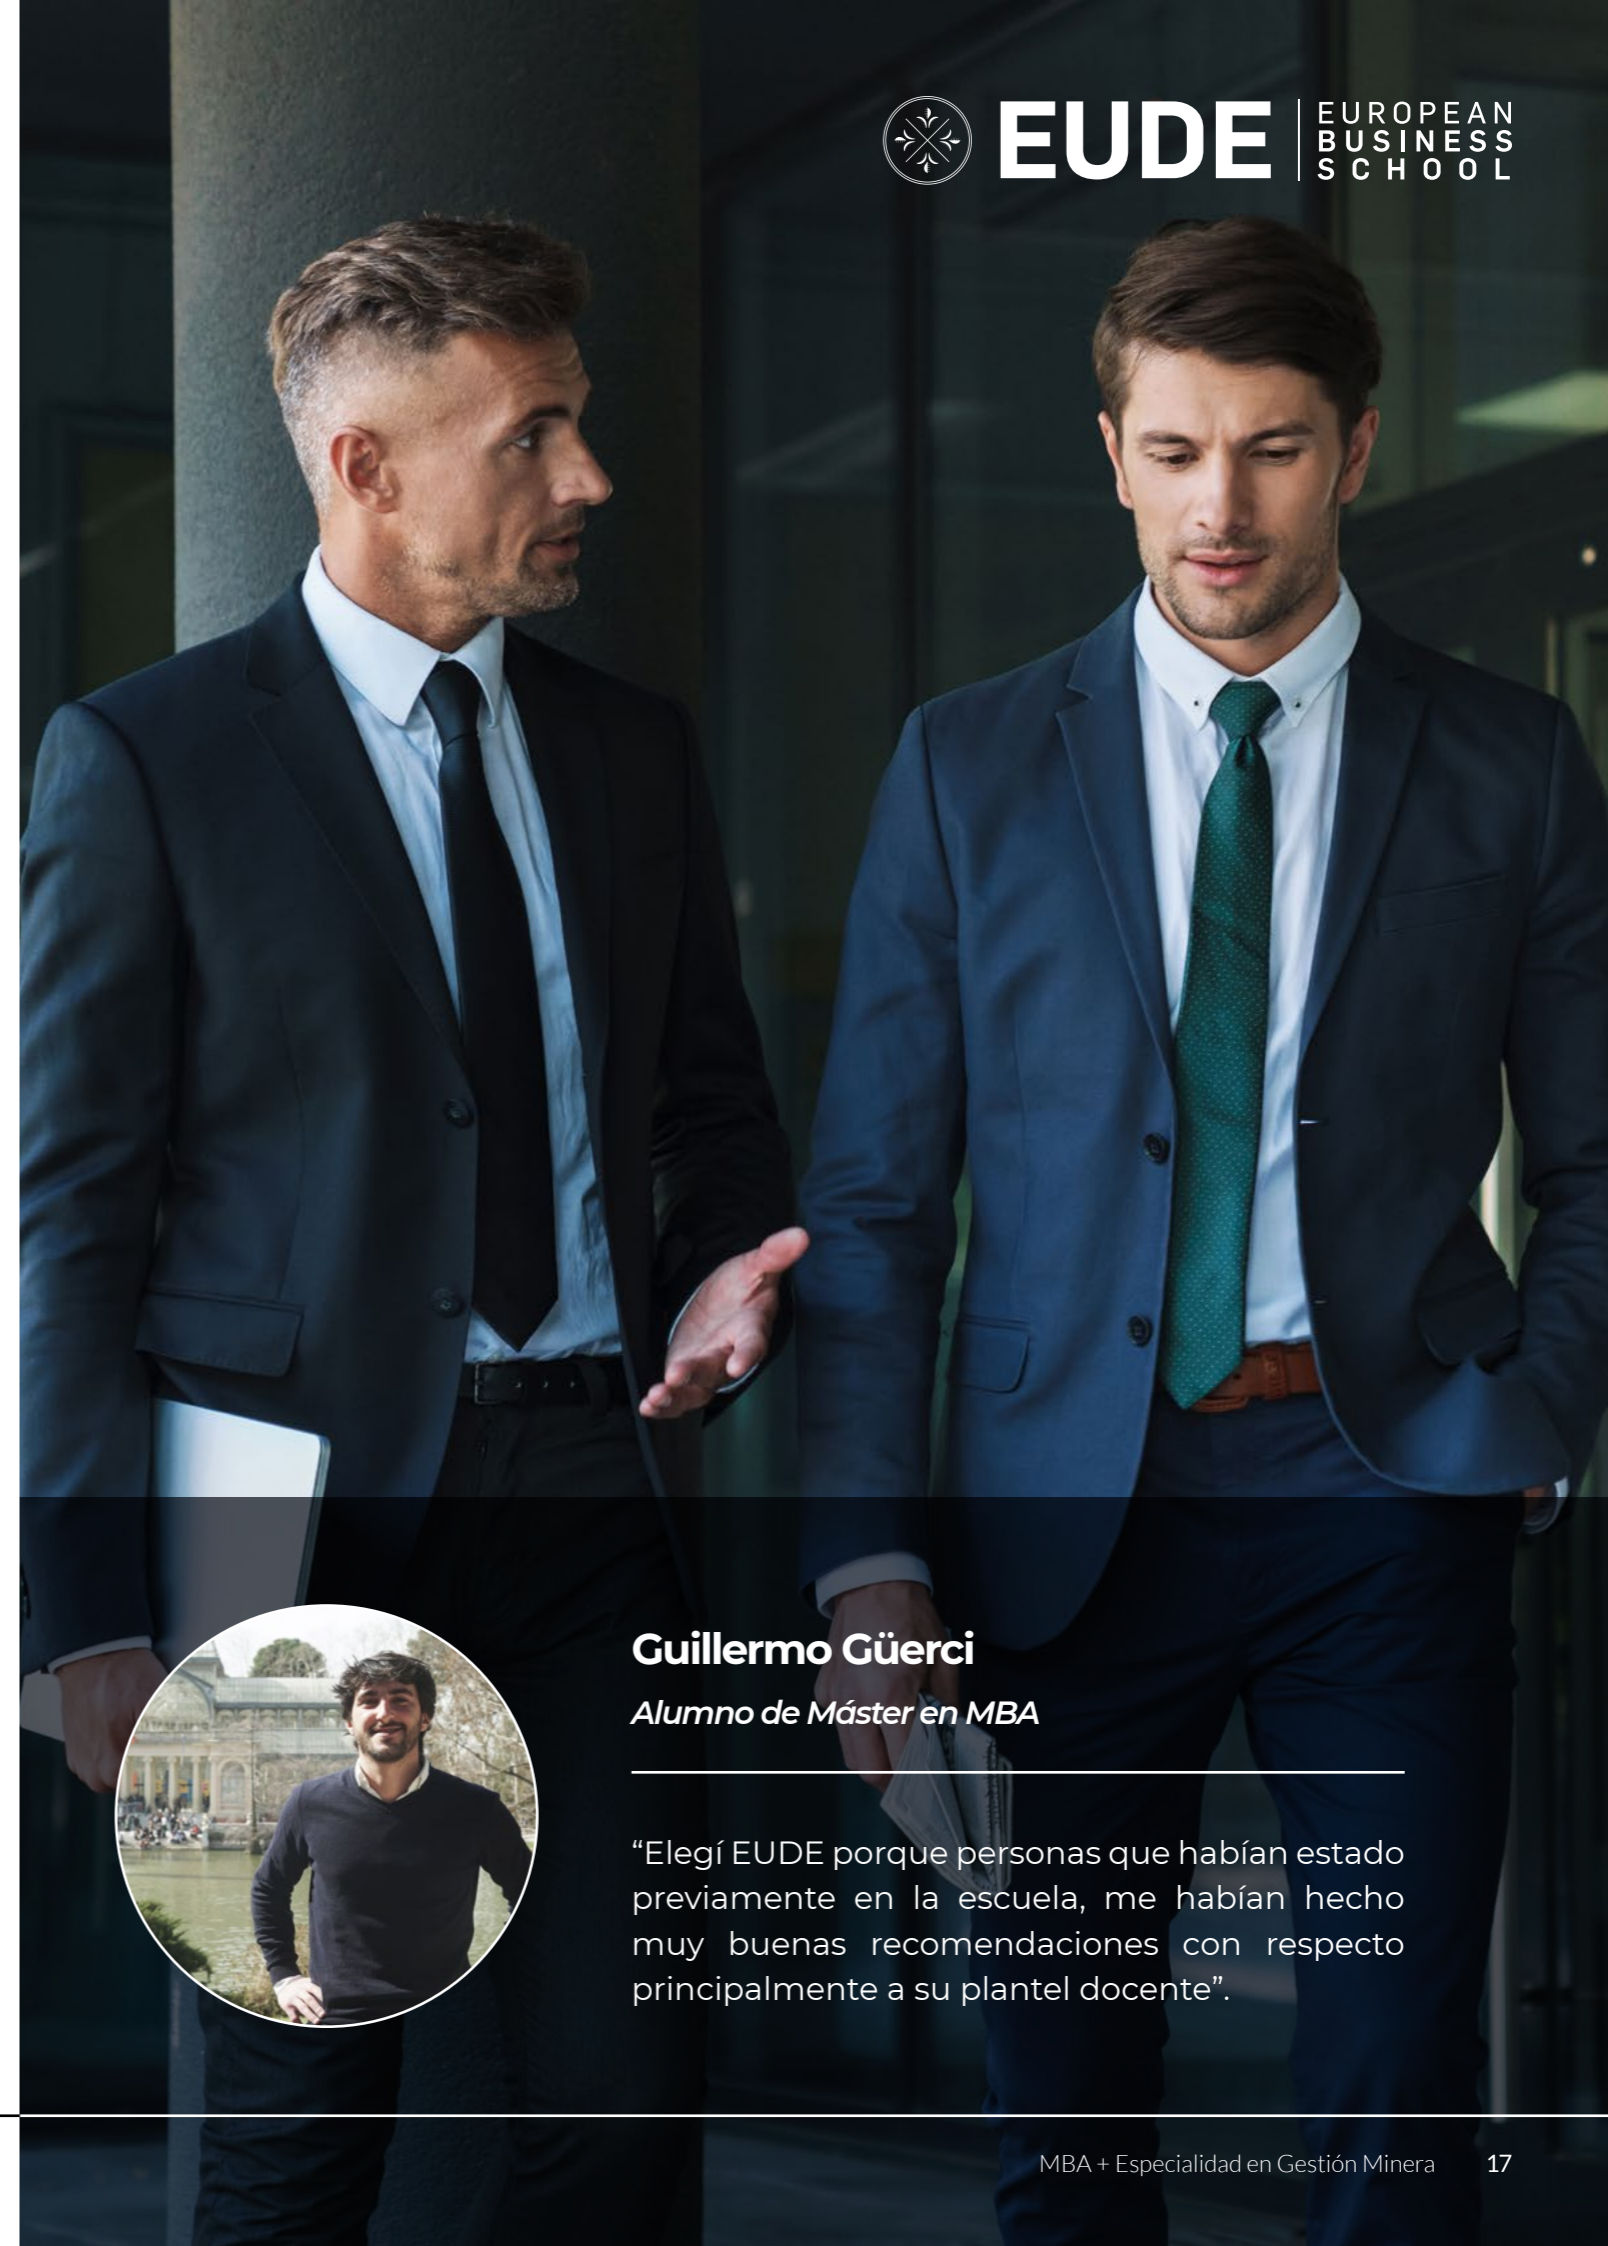 EUDE
EUROPEAN
BUSINESS
SCHOOL
Guillermo Güerci
Alumno de Máster en MBA
“Elegí EUDE porque personas que habían estado
previamente en la escuela, me habían hecho
muy buenas recomendaciones con respecto
principalmente a su plantel docente”.
MBA + Especialidad en Gestión Minera 17